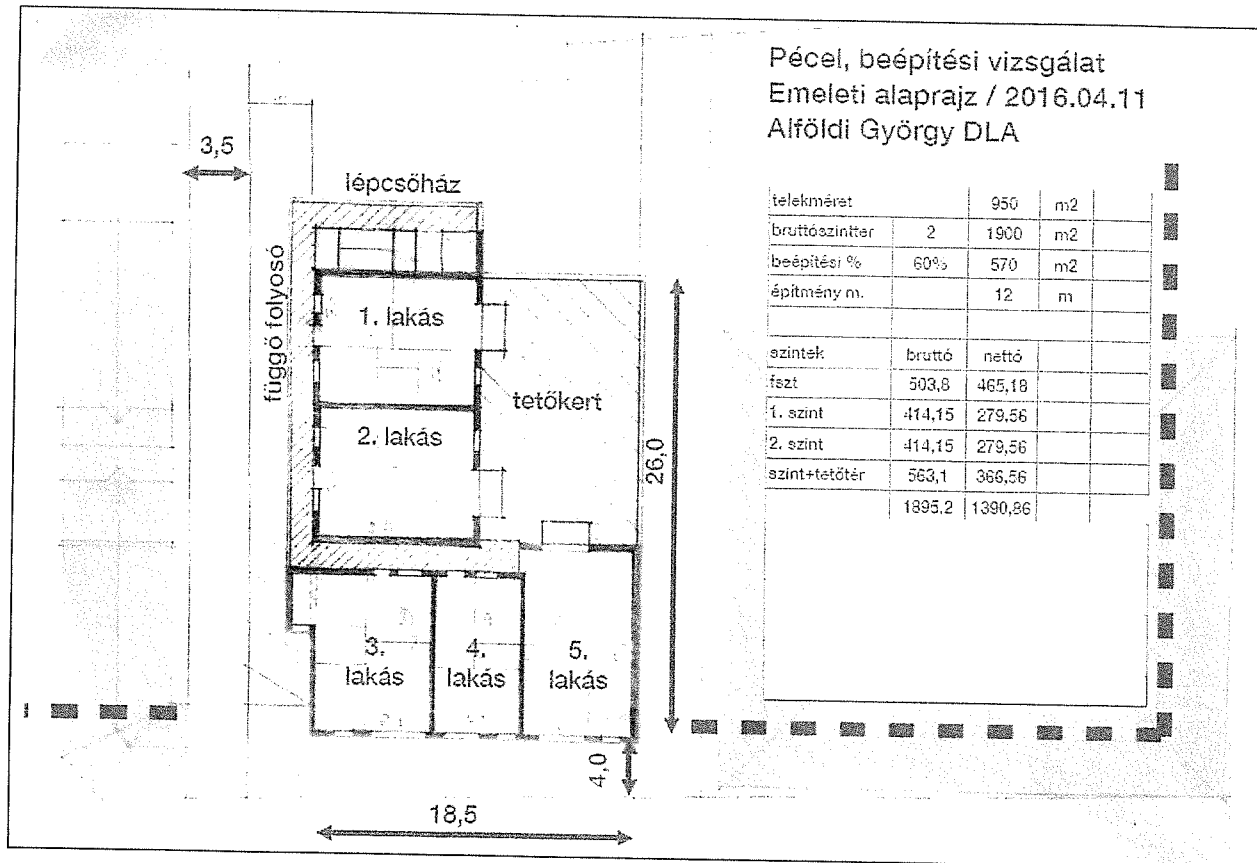 Pécel, beépítési vizsgálat
Emeleti alaprajz / 2016.04.11
Alföldi György DLA
3,5
lépcsőház
függő folyosó
1. lakás
tetőkert
2. lakás
26,0
3. lakás
4. lakás
5. lakás
4,0
18,5
telekméret 950 m2
bruttószintter 2 1900 m2
beépítési % 60% 570 m2
építmény m. 12 m
szintek bruttó nettó
fszt 503,8 465,18
1. szint 414,15 279,56
2. szint 414,15 279,56
szint+tetőtér 563,1 366,56
1895,2 1390,86